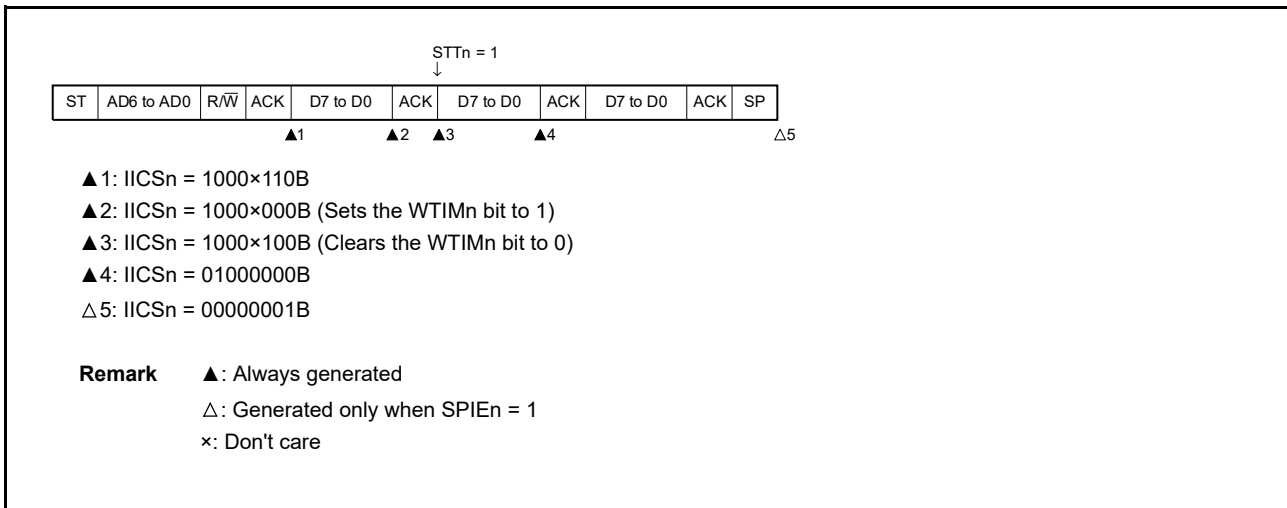 STTn = 1
↓
ST AD6 to AD0 R/W̅ ACK D7 to D0 ACK D7 to D0 ACK D7 to D0 ACK SP
▲1 ▲2 ▲3 ▲4 △5
▲1: IICSn = 1000×110B
▲2: IICSn = 1000×000B (Sets the WTIMn bit to 1)
▲3: IICSn = 1000×100B (Clears the WTIMn bit to 0)
▲4: IICSn = 01000000B
△5: IICSn = 00000001B
Remark ▲: Always generated
△: Generated only when SPIEn = 1
×: Don't care